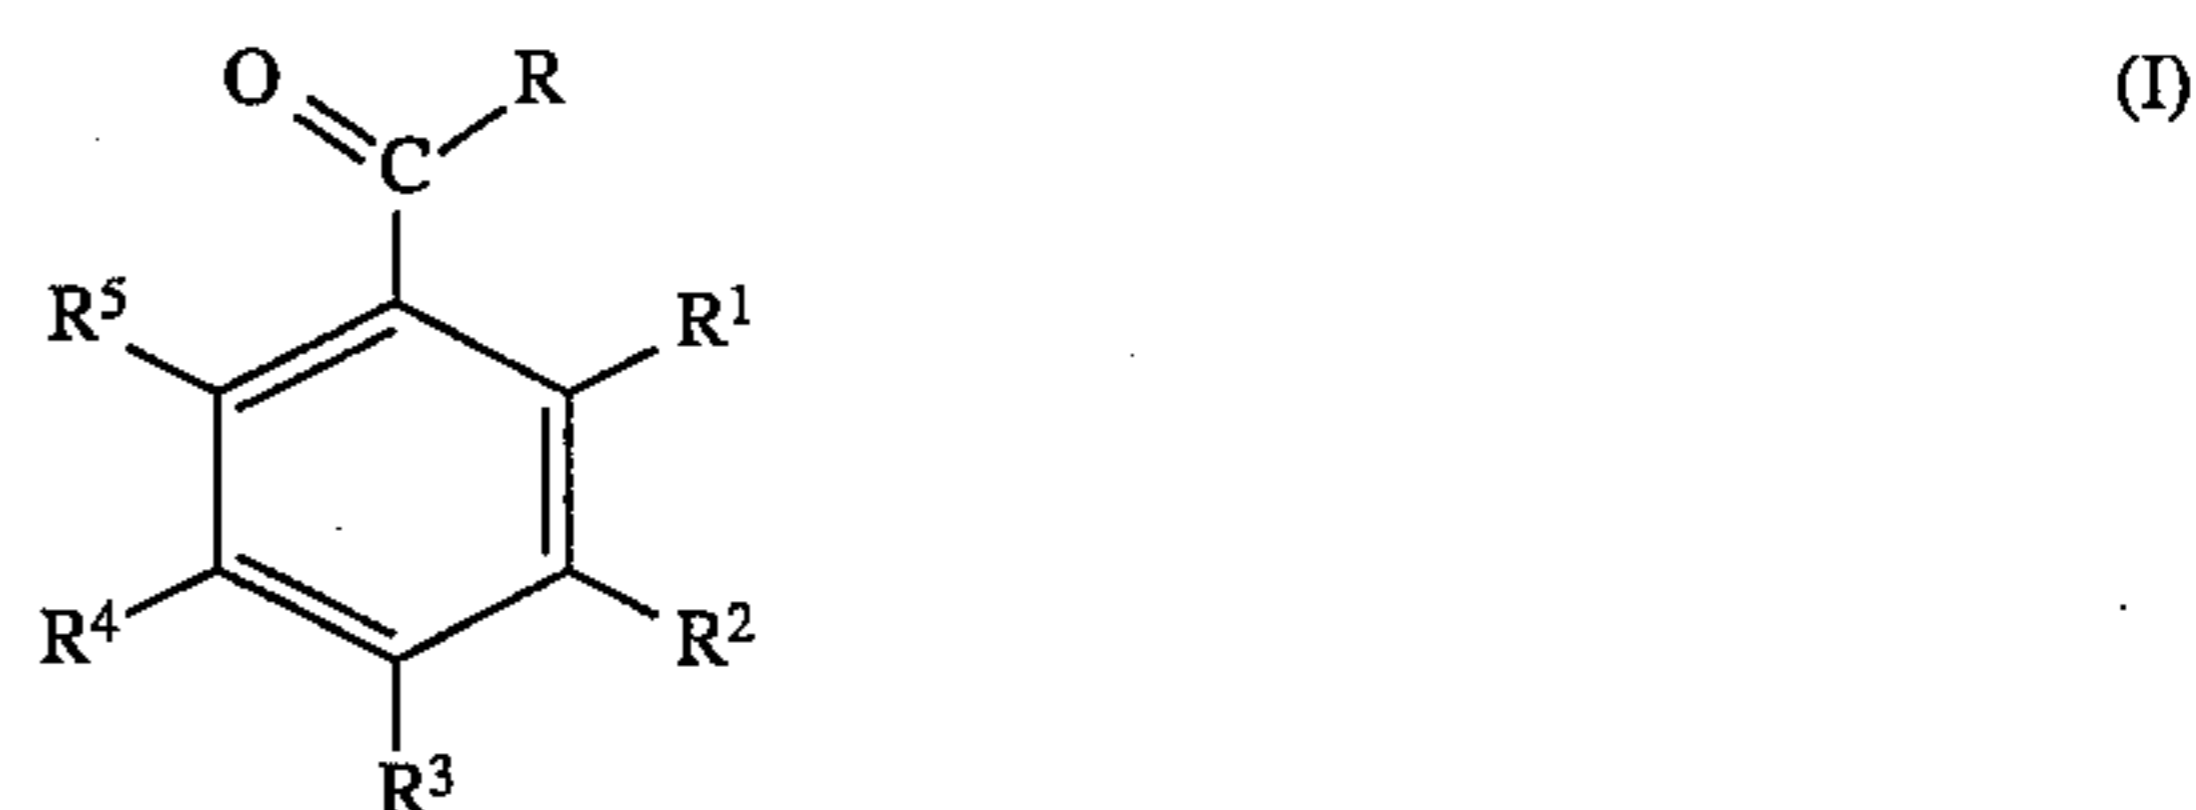 O R (I)
C
R⁵ R¹
R⁴ R²
R³